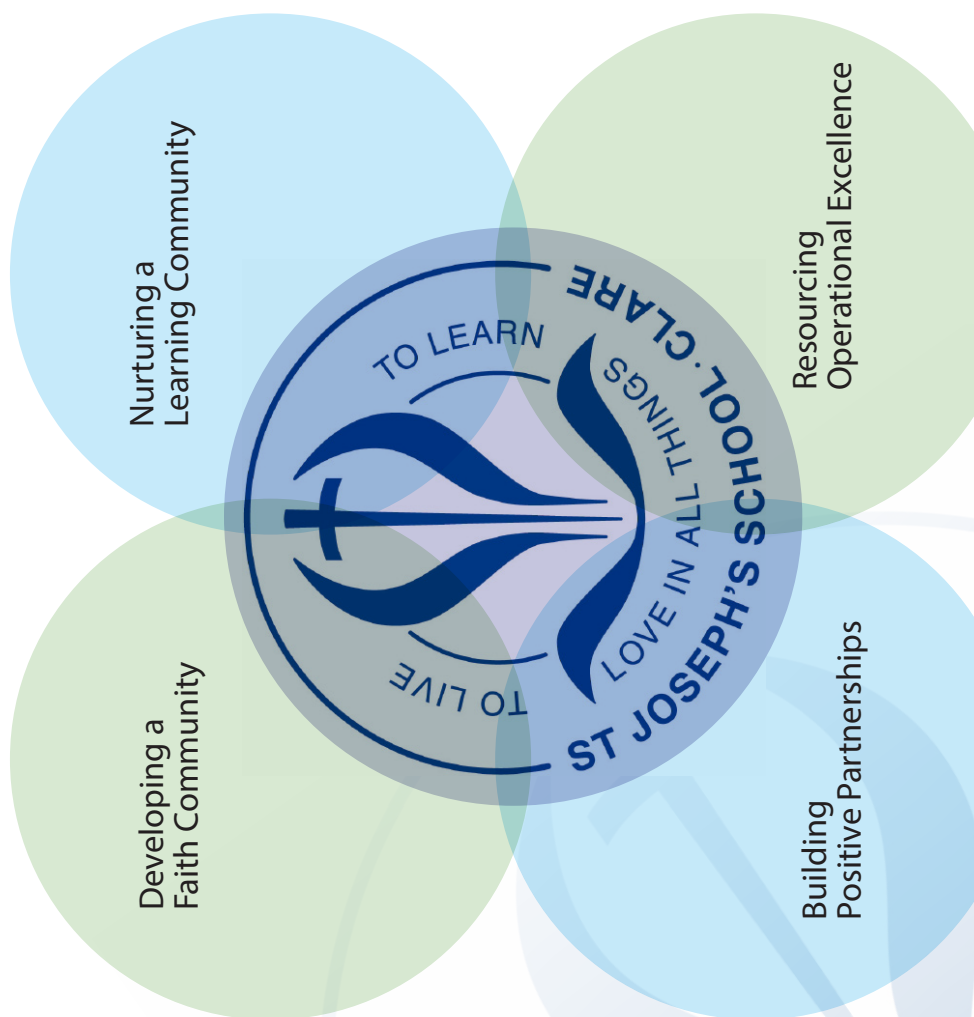 Developing a
Faith Community
Nurturing a
Learning Community
TO LIVE
TO LEARN
LOVE IN ALL THINGS
ST JOSEPH'S SCHOOL · CLARE
Building
Positive Partnerships
Resourcing
Operational Excellence